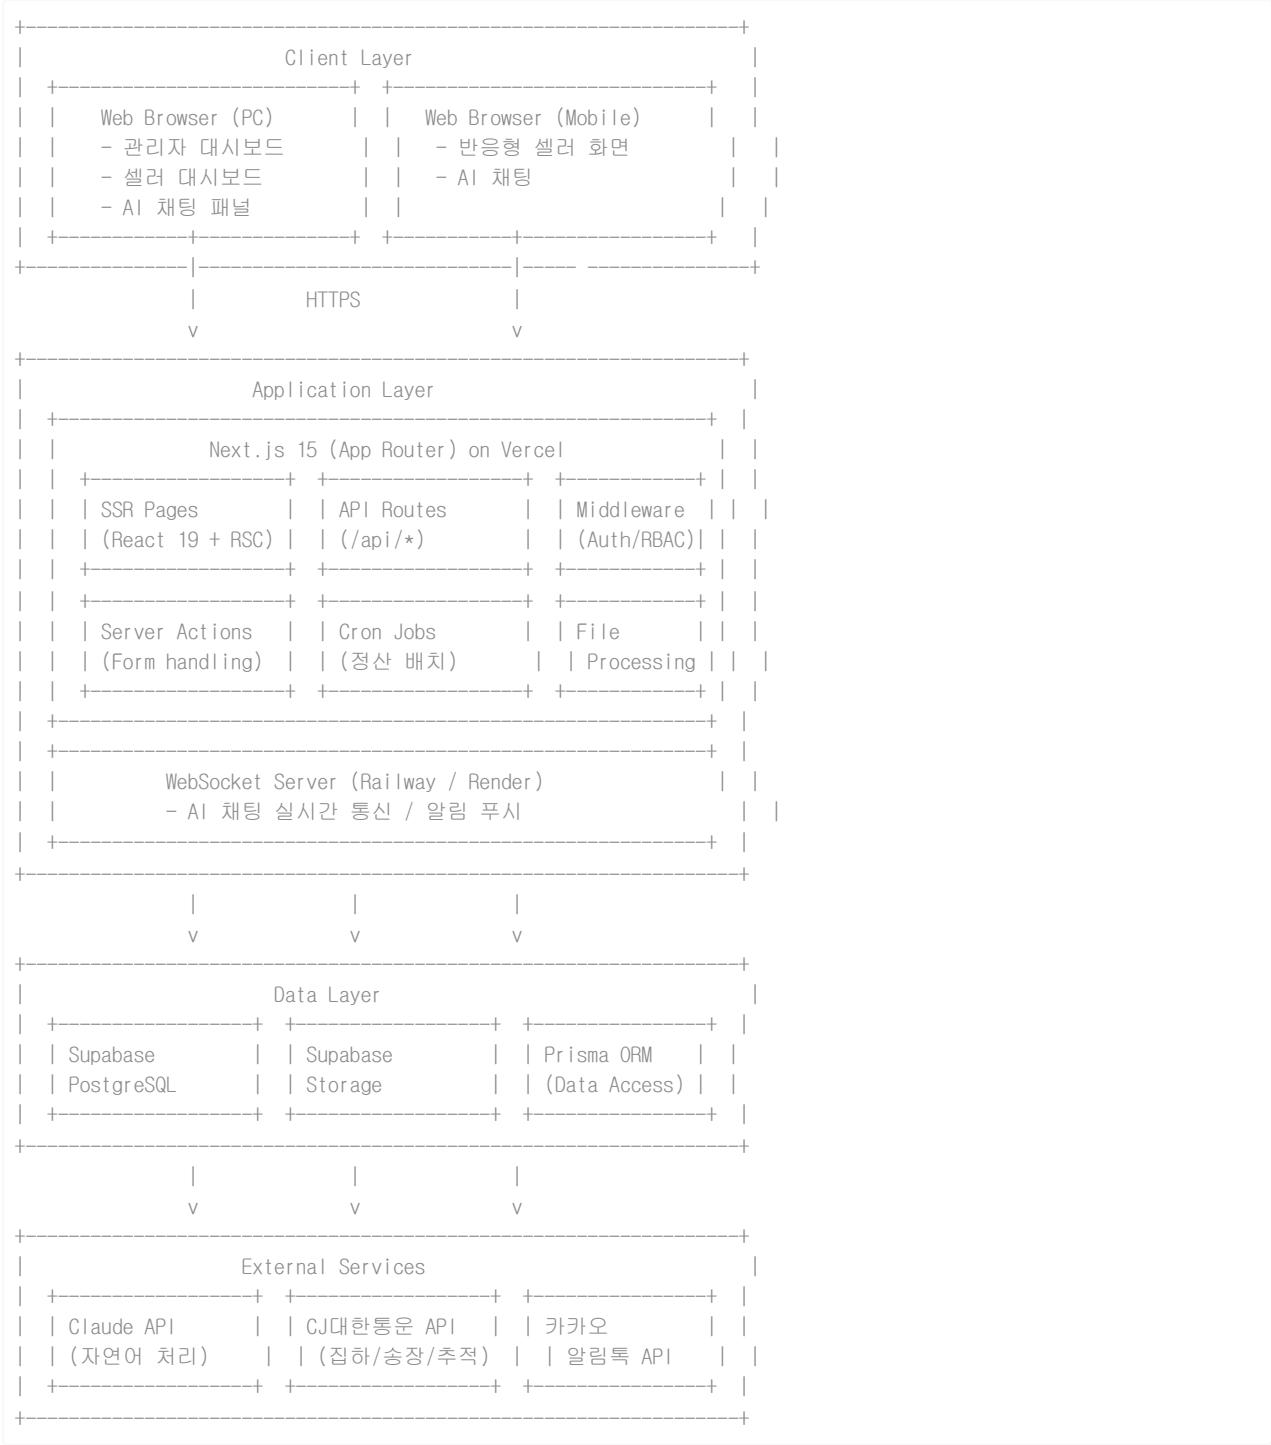 Client Layer
Web Browser (PC) Web Browser (Mobile)
- 관리자 대시보드 - 반응형 셀러 화면
- 셀러 대시보드 - AI 채팅
- AI 채팅 패널
HTTPS
v v
Application Layer
Next.js 15 (App Router) on Vercel
SSR Pages API Routes Middleware
(React 19 + RSC) (/api/*) (Auth/RBAC)
Server Actions Cron Jobs File
(Form handling) (정산 배치) Processing
WebSocket Server (Railway / Render)
- AI 채팅 실시간 통신 / 알림 푸시
v v v
Data Layer
Supabase Supabase Prisma ORM
PostgreSQL Storage (Data Access)
v v v
External Services
Claude API CJ대한통운 API 카카오
(자연어 처리) (집하/송장/추적) 알림톡 API